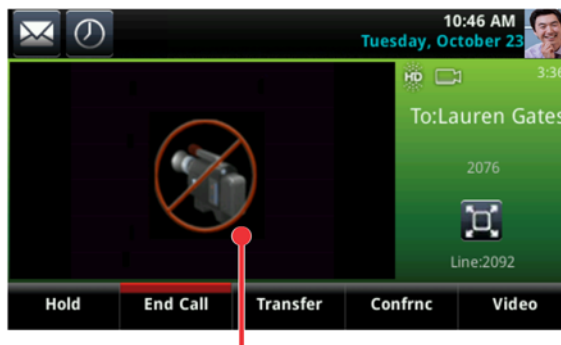 10:46 AM
Tuesday, October 23
HD
3:36
To:Lauren Gates
2076
Line:2092
Hold End Call Transfer Confrnc Video